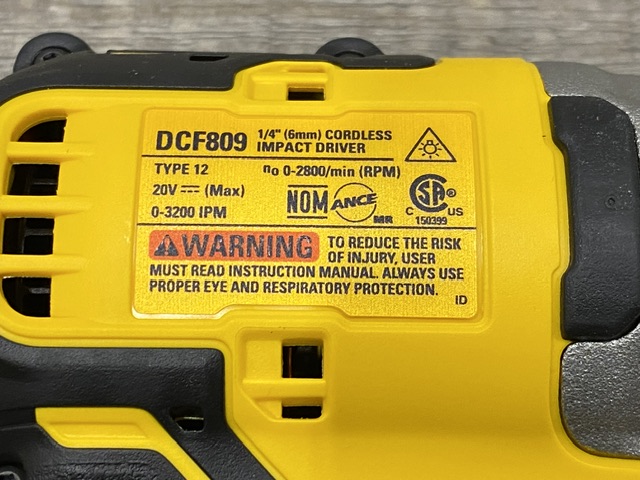 DCF809 1/4" (6mm) CORDLESS
IMPACT DRIVER
TYPE 12 no 0-2800/min (RPM)
20V ⎓ (Max)
0-3200 IPM
NOM ANCE MR
CSA ®
C US
150399
WARNING TO REDUCE THE RISK
OF INJURY, USER
MUST READ INSTRUCTION MANUAL. ALWAYS USE
PROPER EYE AND RESPIRATORY PROTECTION.
ID